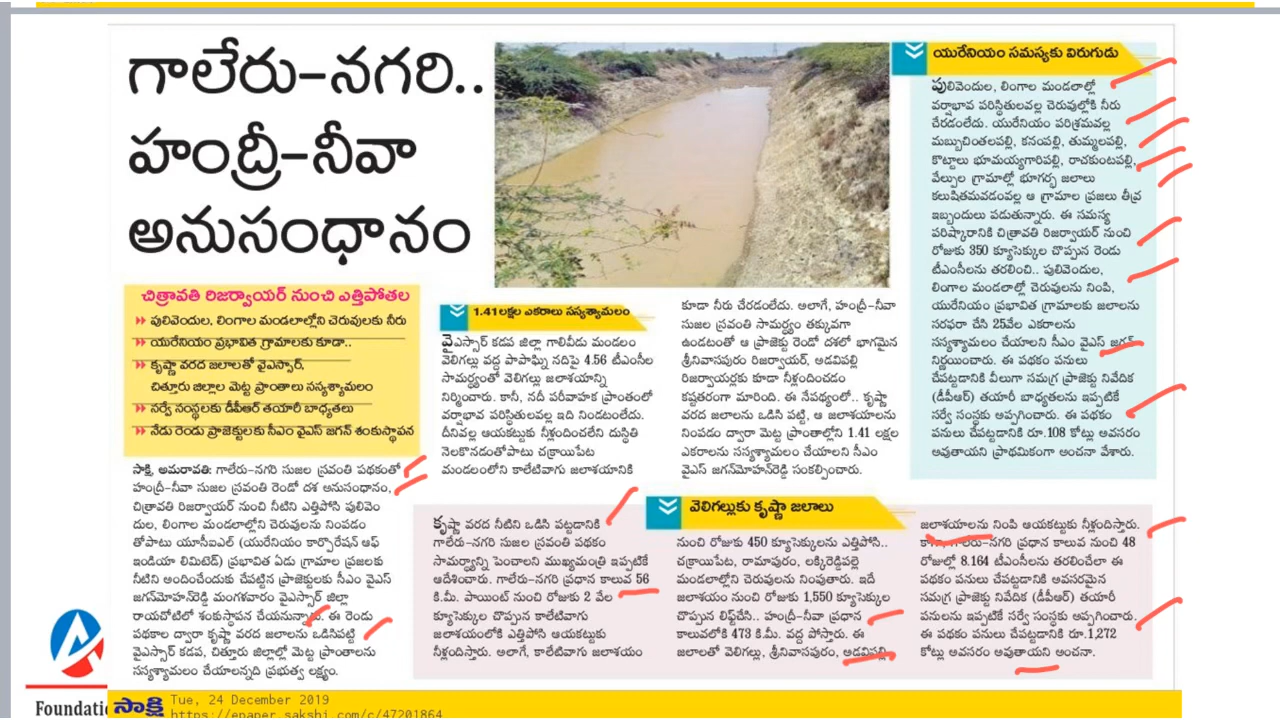 గాలేరు–నగరి..
హంద్రీ–నీవా
అనుసంధానం
చిత్రావతి రిజర్వాయర్ నుంచి ఎత్తిపోతల
పులివెందుల, లింగాల మండలాల్లోని చెరువులకు నీరు
యురేనియం ప్రభావిత గ్రామాలకు కూడా..
కృష్ణా వరద జలాలతో వైఎస్సార్,
చిత్తూరు జిల్లాల మెట్ట ప్రాంతాలు సస్యశ్యామలం
సర్వే సంస్థలకు డీపీఆర్ తయారీ బాధ్యతలు
నేడు రెండు ప్రాజెక్టులకు సీఎం వైఎస్ జగన్ శంకుస్థాపన
సాక్షి, అమరావతి: గాలేరు–నగరి సుజల స్రవంతి పథకంతో
హంద్రీ–నీవా సుజల స్రవంతి రెండో దశ అనుసంధానం,
చిత్రావతి రిజర్వాయర్ నుంచి నీటిని ఎత్తిపోసి పులివెం
దుల, లింగాల మండలాల్లోని చెరువులను నింపడం
తోపాటు యూసీఐఎల్ (యురేనియం కార్పొరేషన్ ఆఫ్
ఇండియా లిమిటెడ్) ప్రభావిత ఏడు గ్రామాల ప్రజలకు
నీటిని అందించేందుకు చేపట్టిన ప్రాజెక్టులకు సీఎం వైఎస్
జగన్‌మోహన్‌రెడ్డి మంగళవారం వైఎస్సార్ జిల్లా
రాయచోటిలో శంకుస్థాపన చేయనున్నారు. ఈ రెండు
పథకాల ద్వారా కృష్ణా వరద జలాలను ఒడిసిపట్టి
వైఎస్సార్ కడప, చిత్తూరు జిల్లాల్లో మెట్ట ప్రాంతాలను
సస్యశ్యామలం చేయాలన్నది ప్రభుత్వ లక్ష్యం.
1.41లక్షల ఎకరాలు సస్యశ్యామలం
వైఎస్సార్ కడప జిల్లా గాలివీడు మండలం
వెలిగల్లు వద్ద పాపాఘ్ని నదిపై 4.56 టీఎంసీల
సామర్థ్యంతో వెలిగల్లు జలాశయాన్ని
నిర్మించారు. కానీ, నదీ పరీవాహక ప్రాంతంలో
వర్షాభావ పరిస్థితులవల్ల ఇది నిండటంలేదు.
దీనివల్ల ఆయకట్టుకు నీళ్లందించలేని దుస్థితి
నెలకొనడంతోపాటు చక్రాయిపేట
మండలంలోని కాలేటివాగు జలాశయానికి
కూడా నీరు చేరడంలేదు. అలాగే, హంద్రీ–నీవా
సుజల స్రవంతి సామర్థ్యం తక్కువగా
ఉండటంతో ఆ ప్రాజెక్టు రెండో దశలో భాగమైన
శ్రీనివాసపురం రిజర్వాయర్, అడవిపల్లి
రిజర్వాయర్లకు కూడా నీళ్లందించడం
కష్టతరంగా మారింది. ఈ నేపథ్యంలో.. కృష్ణా
వరద జలాలను ఒడిసి పట్టి, ఆ జలాశయాలను
నింపడం ద్వారా మెట్ట ప్రాంతాల్లోని 1.41 లక్షల
ఎకరాలను సస్యశ్యామలం చేయాలని సీఎం
వైఎస్ జగన్‌మోహన్‌రెడ్డి సంకల్పించారు.
యురేనియం సమస్యకు విరుగుడు
పులివెందుల, లింగాల మండలాల్లో
వర్షాభావ పరిస్థితులవల్ల చెరువుల్లోకి నీరు
చేరడంలేదు. యురేనియం పరిశ్రమవల్ల
మబ్బుచింతలపల్లి, కనంపల్లి, తుమ్మలపల్లి,
కొట్టాలు భూమయ్యగారిపల్లి, రాచకుంటపల్లి,
వేల్పుల గ్రామాల్లో భూగర్భ జలాలు
కలుషితమవడంవల్ల ఆ గ్రామాల ప్రజలు తీవ్ర
ఇబ్బందులు పడుతున్నారు. ఈ సమస్య
పరిష్కారానికి చిత్రావతి రిజర్వాయర్ నుంచి
రోజుకు 350 క్యూసెక్కుల చొప్పున రెండు
టీఎంసీలను తరలించి.. పులివెందుల,
లింగాల మండలాల్లో చెరువులను నింపి,
యురేనియం ప్రభావిత గ్రామాలకు జలాలను
సరఫరా చేసి 25వేల ఎకరాలను
సస్యశ్యామలం చేయాలని సీఎం వైఎస్ జగన్
నిర్ణయించారు. ఈ పథకం పనులు
చేపట్టడానికి వీలుగా సమగ్ర ప్రాజెక్టు నివేదిక
(డీపీఆర్) తయారీ బాధ్యతలను ఇప్పటికే
సర్వే సంస్థకు అప్పగించారు. ఈ పథకం
పనులు చేపట్టడానికి రూ.108 కోట్లు అవసరం
అవుతాయని ప్రాథమికంగా అంచనా వేశారు.
వెలిగల్లుకు కృష్ణా జలాలు
కృష్ణా వరద నీటిని ఒడిసి పట్టడానికి
గాలేరు–నగరి సుజల స్రవంతి పథకం
సామర్థ్యాన్ని పెంచాలని ముఖ్యమంత్రి ఇప్పటికే
ఆదేశించారు. గాలేరు–నగరి ప్రధాన కాలువ 56
కి.మీ. పాయింట్ నుంచి రోజుకు 2 వేల
క్యూసెక్కుల చొప్పున కాలేటివాగు
జలాశయంలోకి ఎత్తిపోసి ఆయకట్టుకు
నీళ్లందిస్తారు. అలాగే, కాలేటివాగు జలాశయం
నుంచి రోజుకు 450 క్యూసెక్కులను ఎత్తిపోసి..
చక్రాయిపేట, రామాపురం, లక్కిరెడ్డిపల్లె
మండలాల్లోని చెరువులను నింపుతారు. ఇదే
జలాశయం నుంచి రోజుకు 1,550 క్యూసెక్కుల
చొప్పున లిఫ్ట్‌చేసి.. హంద్రీ–నీవా ప్రధాన
కాలువలోకి 473 కి.మీ. వద్ద పోస్తారు. ఈ
జలాలతో వెలిగల్లు, శ్రీనివాసపురం, అడవిపల్లి
జలాశయాలను నింపి ఆయకట్టుకు నీళ్లందిస్తారు.
కాగా, గాలేరు–నగరి ప్రధాన కాలువ నుంచి 48
రోజుల్లో 8.164 టీఎంసీలను తరలించేలా ఈ
పథకం పనులు చేపట్టడానికి అవసరమైన
సమగ్ర ప్రాజెక్టు నివేదిక (డీపీఆర్) తయారీ
పనులను ఇప్పటికే సర్వే సంస్థకు అప్పగించారు.
ఈ పథకం పనులు చేపట్టడానికి రూ.1,272
కోట్లు అవసరం అవుతాయని అంచనా.
Foundati
సాక్షి Tue, 24 December 2019
https://epaper.sakshi.com/c/47201864